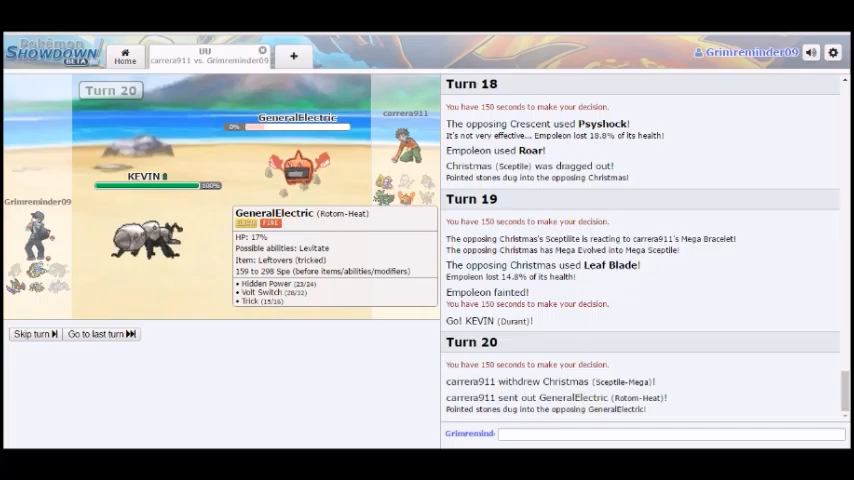 Pokémon
SHOWDOWN
BETA
Home
UU
carrera911 vs. Grimreminder09
+
Grimreminder09
Turn 20
GeneralElectric
0%
carrera911
KEVIN
100%
Grimreminder09
GeneralElectric (Rotom-Heat)
FIRE
HP: 17%
Possible abilities: Levitate
Item: Leftovers (tricked)
159 to 298 Spe (before items/abilities/modifiers)
• Hidden Power (23/24)
• Volt Switch (28/32)
• Trick (15/16)
Skip turn
Go to last turn
Turn 18
You have 150 seconds to make your decision.
The opposing Crescent used Psyshock!
It's not very effective... Empoleon lost 18.8% of its health!
Empoleon used Roar!
Christmas (Sceptile) was dragged out!
Pointed stones dug into the opposing Christmas!
Turn 19
You have 150 seconds to make your decision.
The opposing Christmas's Sceptilite is reacting to carrera911's Mega Bracelet!
The opposing Christmas has Mega Evolved into Mega Sceptile!
The opposing Christmas used Leaf Blade!
Empoleon lost 14.8% of its health!
Empoleon fainted!
You have 150 seconds to make your decision.
Go! KEVIN (Durant)!
Turn 20
You have 150 seconds to make your decision.
carrera911 withdrew Christmas (Sceptile-Mega)!
carrera911 sent out GeneralElectric (Rotom-Heat)!
Pointed stones dug into the opposing GeneralElectric!
Grimremind